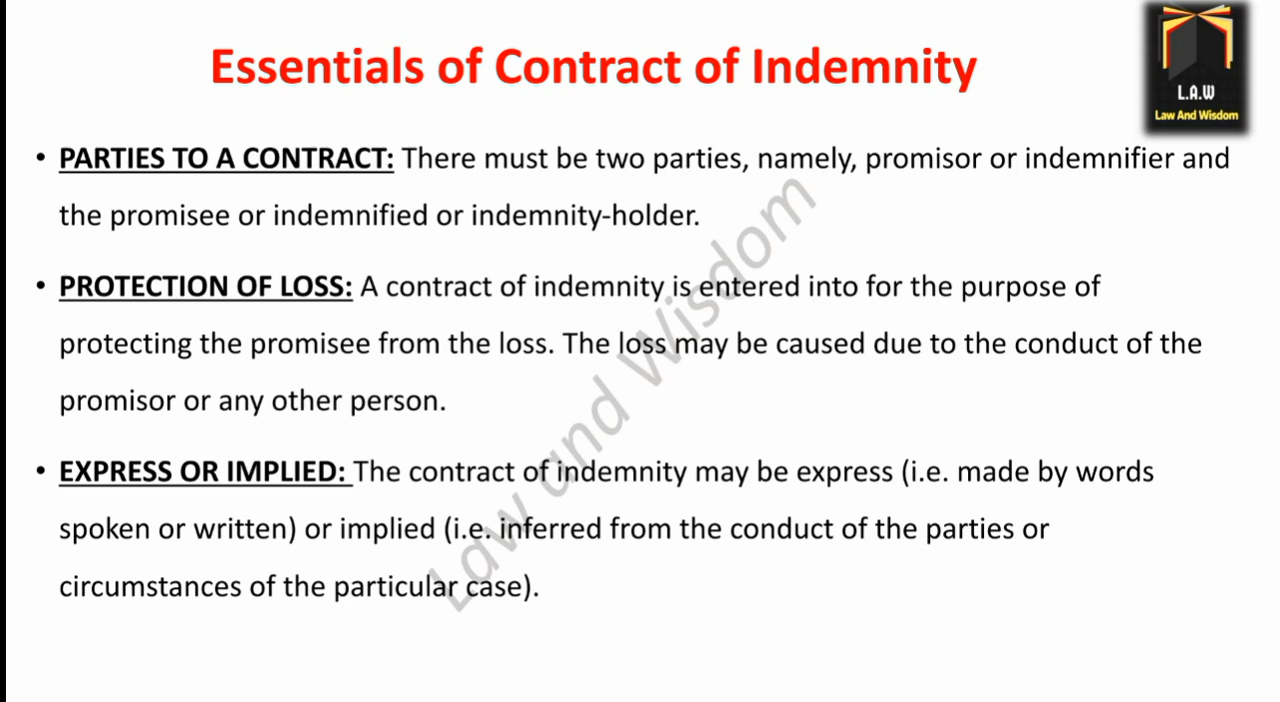 Essentials of Contract of Indemnity
L.A.W
Law And Wisdom
• PARTIES TO A CONTRACT: There must be two parties, namely, promisor or indemnifier and
the promisee or indemnified or indemnity-holder.
• PROTECTION OF LOSS: A contract of indemnity is entered into for the purpose of
protecting the promisee from the loss. The loss may be caused due to the conduct of the
promisor or any other person.
• EXPRESS OR IMPLIED: The contract of indemnity may be express (i.e. made by words
spoken or written) or implied (i.e. inferred from the conduct of the parties or
circumstances of the particular case).
Law and Wisdom